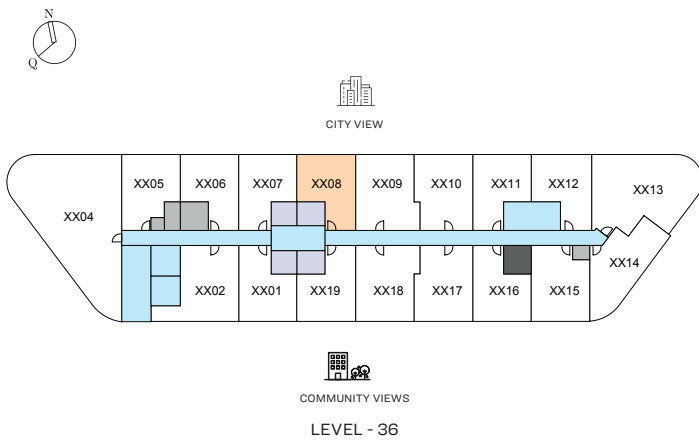 N
Q
CITY VIEW
XX05 XX06 XX07 XX08 XX09 XX10 XX11 XX12 XX13
XX04
XX14
XX02 XX01 XX19 XX18 XX17 XX16 XX15
COMMUNITY VIEWS
LEVEL - 36